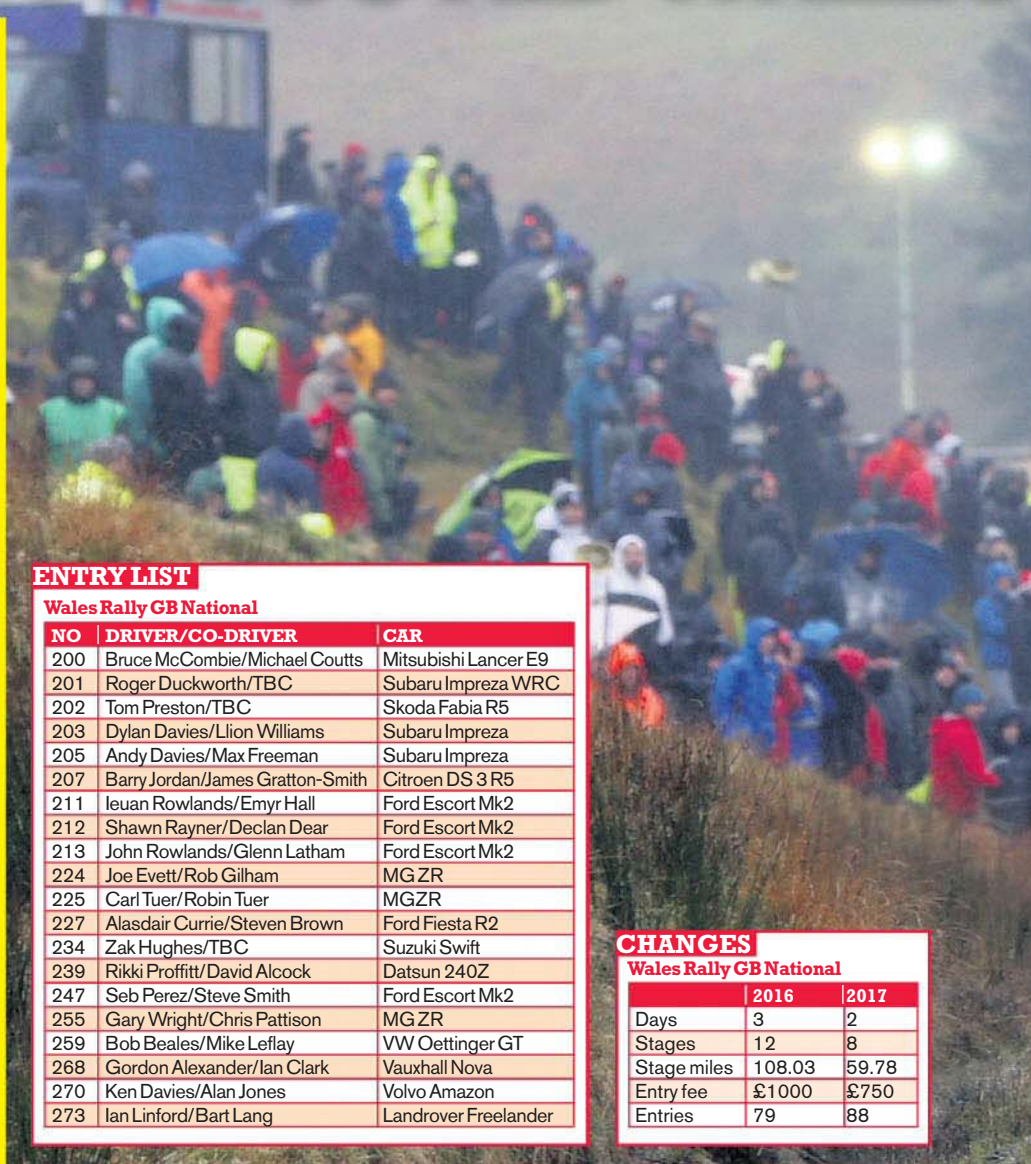 ENTRY LIST
Wales Rally GB National
NO DRIVER/CO-DRIVER CAR
200 Bruce McCombie/Michael Coutts Mitsubishi Lancer E9
201 Roger Duckworth/TBC Subaru Impreza WRC
202 Tom Preston/TBC Skoda Fabia R5
203 Dylan Davies/Llion Williams Subaru Impreza
205 Andy Davies/Max Freeman Subaru Impreza
207 Barry Jordan/James Gratton-Smith Citroen DS 3 R5
211 Ieuan Rowlands/Emyr Hall Ford Escort Mk2
212 Shawn Rayner/Declan Dear Ford Escort Mk2
213 John Rowlands/Glenn Latham Ford Escort Mk2
224 Joe Evett/Rob Gilham MG ZR
225 Carl Tuer/Robin Tuer MGZR
227 Alasdair Currie/Steven Brown Ford Fiesta R2
234 Zak Hughes/TBC Suzuki Swift
239 Rikki Proffitt/David Alcock Datsun 240Z
247 Seb Perez/Steve Smith Ford Escort Mk2
255 Gary Wright/Chris Pattison MG ZR
259 Bob Beales/Mike Leflay VW Oettinger GT
268 Gordon Alexander/Ian Clark Vauxhall Nova
270 Ken Davies/Alan Jones Volvo Amazon
273 Ian Linford/Bart Lang Landrover Freelander
CHANGES
Wales Rally GB National
2016 2017
Days 3 2
Stages 12 8
Stage miles 108.03 59.78
Entry fee £1000 £750
Entries 79 88